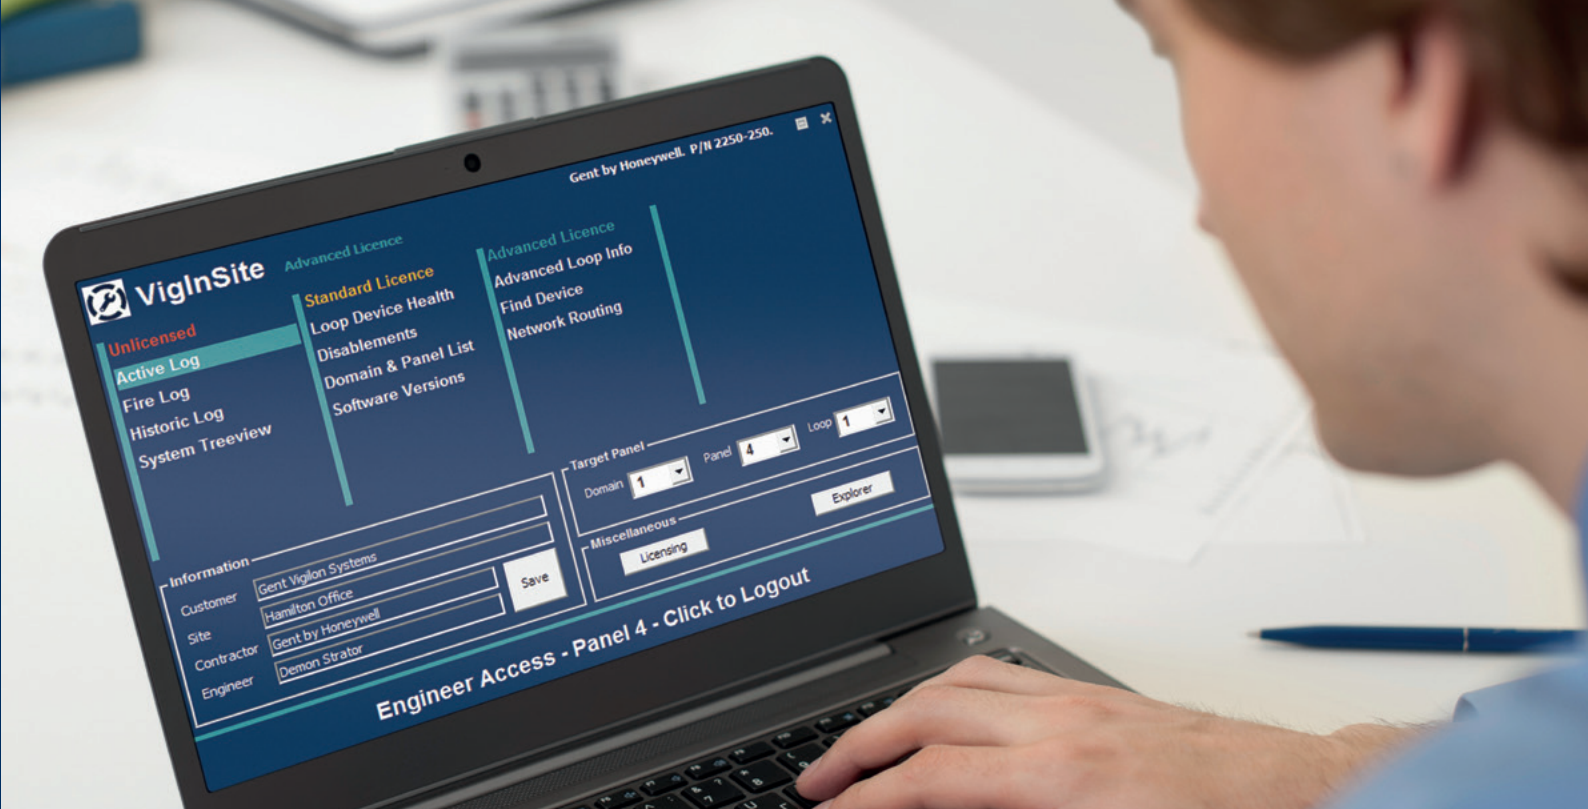 Gent by Honeywell. P/N 2250-250.
VigInSite
Advanced Licence
Unlicensed
Active Log
Fire Log
Historic Log
System Treeview
Standard Licence
Loop Device Health
Disablements
Domain & Panel List
Software Versions
Advanced Licence
Advanced Loop Info
Find Device
Network Routing
Information
Customer Gent Vigilon Systems
Site Hamilton Office
Contractor Gent by Honeywell
Engineer Demon Strator
Save
Target Panel
Domain 1 Panel 4 Loop 1
Miscellaneous
Licensing
Explorer
Engineer Access - Panel 4 - Click to Logout